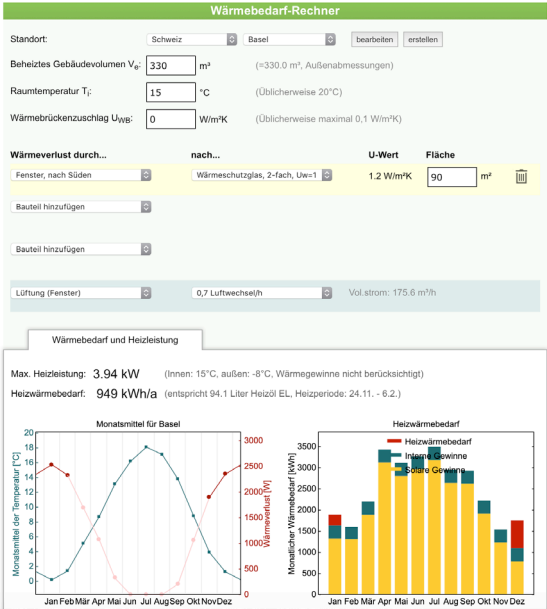 Wärmebedarf-Rechner
Standort: Schweiz Basel bearbeiten erstellen
Beheiztes Gebäudevolumen Ve: 330 m³ (=330.0 m³, Außenabmessungen)
Raumtemperatur Ti: 15 °C (Üblicherweise 20°C)
Wärmebrückenzuschlag UWB: 0 W/m²K (Üblicherweise maximal 0,1 W/m²K)
Wärmeverlust durch... nach... U-Wert Fläche
Fenster, nach Süden Wärmeschutzglas, 2-fach, Uw=1 1.2 W/m²K 90 m²
Bauteil hinzufügen
Bauteil hinzufügen
Lüftung (Fenster) 0,7 Luftwechsel/h Vol.strom: 175.6 m³/h
Wärmebedarf und Heizleistung
Max. Heizleistung: 3.94 kW (Innen: 15°C, außen: -8°C, Wärmegewinne nicht berücksichtigt)
Heizwärmebedarf: 949 kWh/a (entspricht 94.1 Liter Heizöl EL, Heizperiode: 24.11. - 6.2.)
Monatsmittel für Basel
Monatsmittel der Temperatur [°C]
20
18
16
14
12
10
8
6
4
2
0
3000
2500
2000
1500
1000
500
0
Wärmeverlust [W]
Jan Feb Mär Apr Mai Jun Jul Aug Sep Okt Nov Dez
Heizwärmebedarf
Monatlicher Wärmebedarf [kWh]
3500
3000
2500
2000
1500
1000
500
0
Heizwärmebedarf
Interne Gewinne
Solare Gewinne
Jan Feb Mär Apr Mai Jun Jul Aug Sep Okt Nov Dez